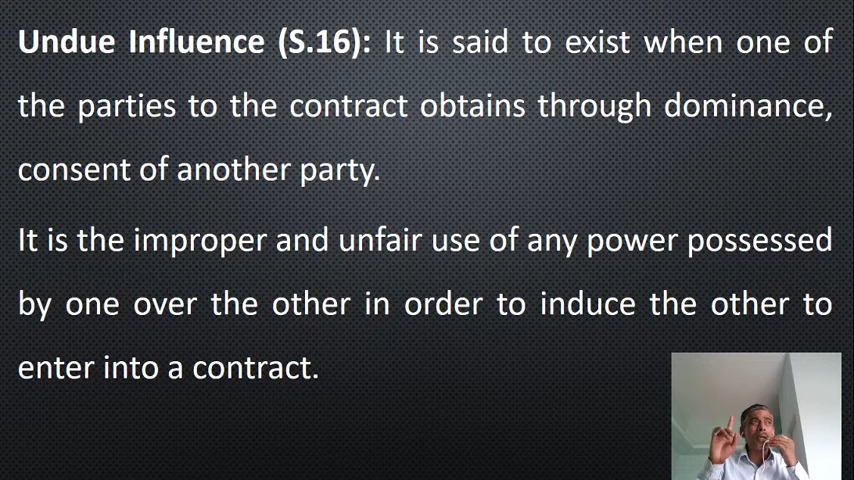 Undue Influence (S.16): It is said to exist when one of
the parties to the contract obtains through dominance,
consent of another party.
It is the improper and unfair use of any power possessed
by one over the other in order to induce the other to
enter into a contract.